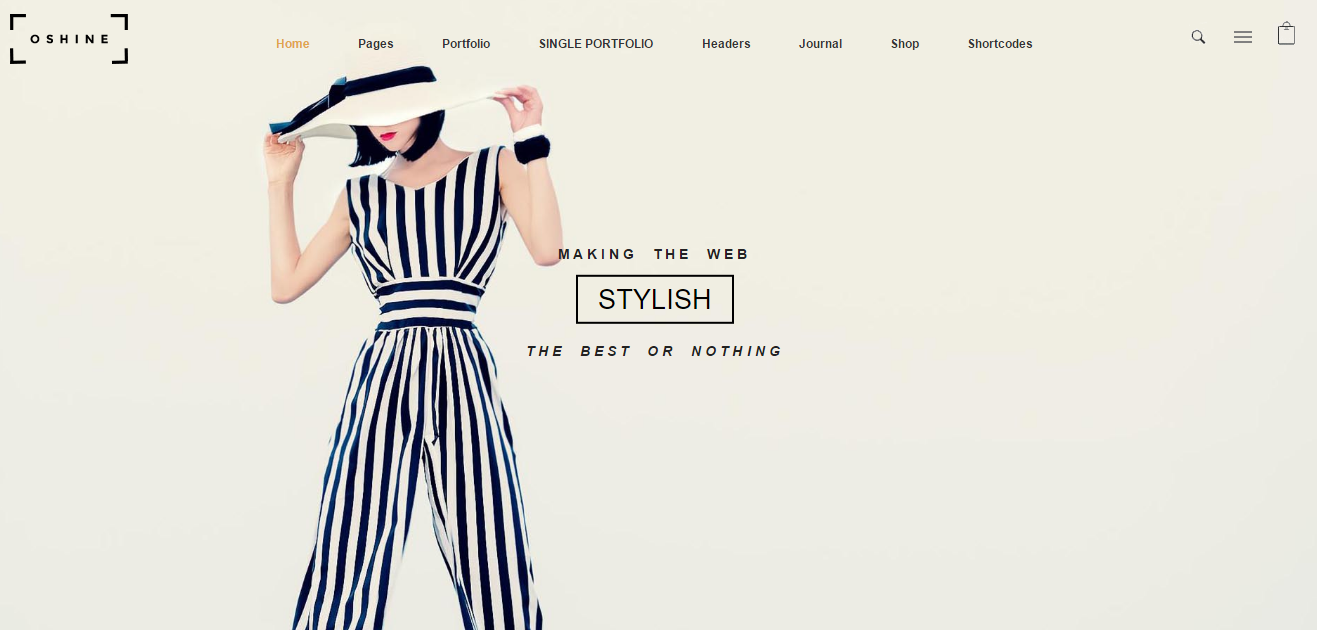 OSHINE
Home Pages Portfolio SINGLE PORTFOLIO Headers Journal Shop Shortcodes
MAKING THE WEB
STYLISH
THE BEST OR NOTHING